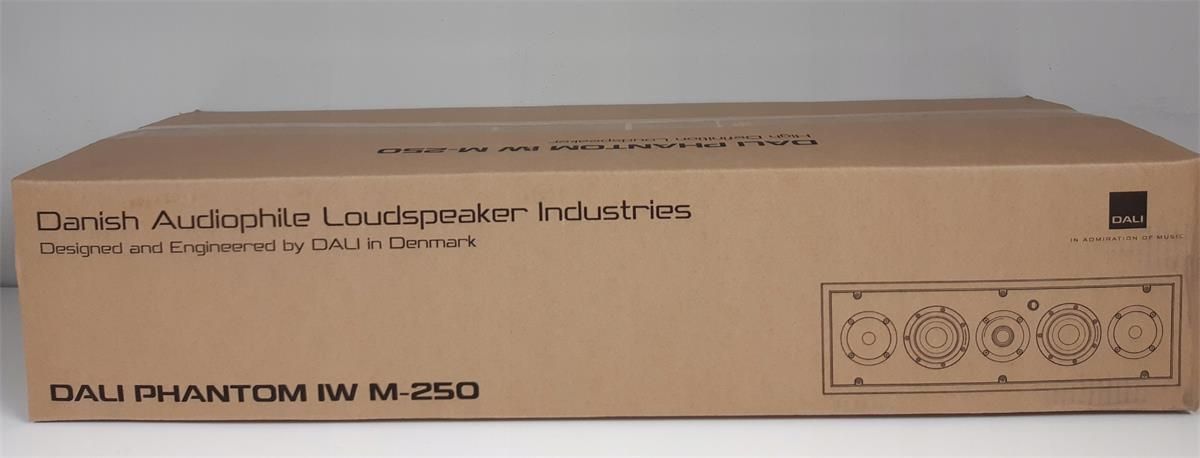 DALI PHANTOM IW M-250
High Definition Loudspeaker
Danish Audiophile Loudspeaker Industries
Designed and Engineered by DALI in Denmark
DALI
IN ADMIRATION OF MUSIC
DALI PHANTOM IW M-250